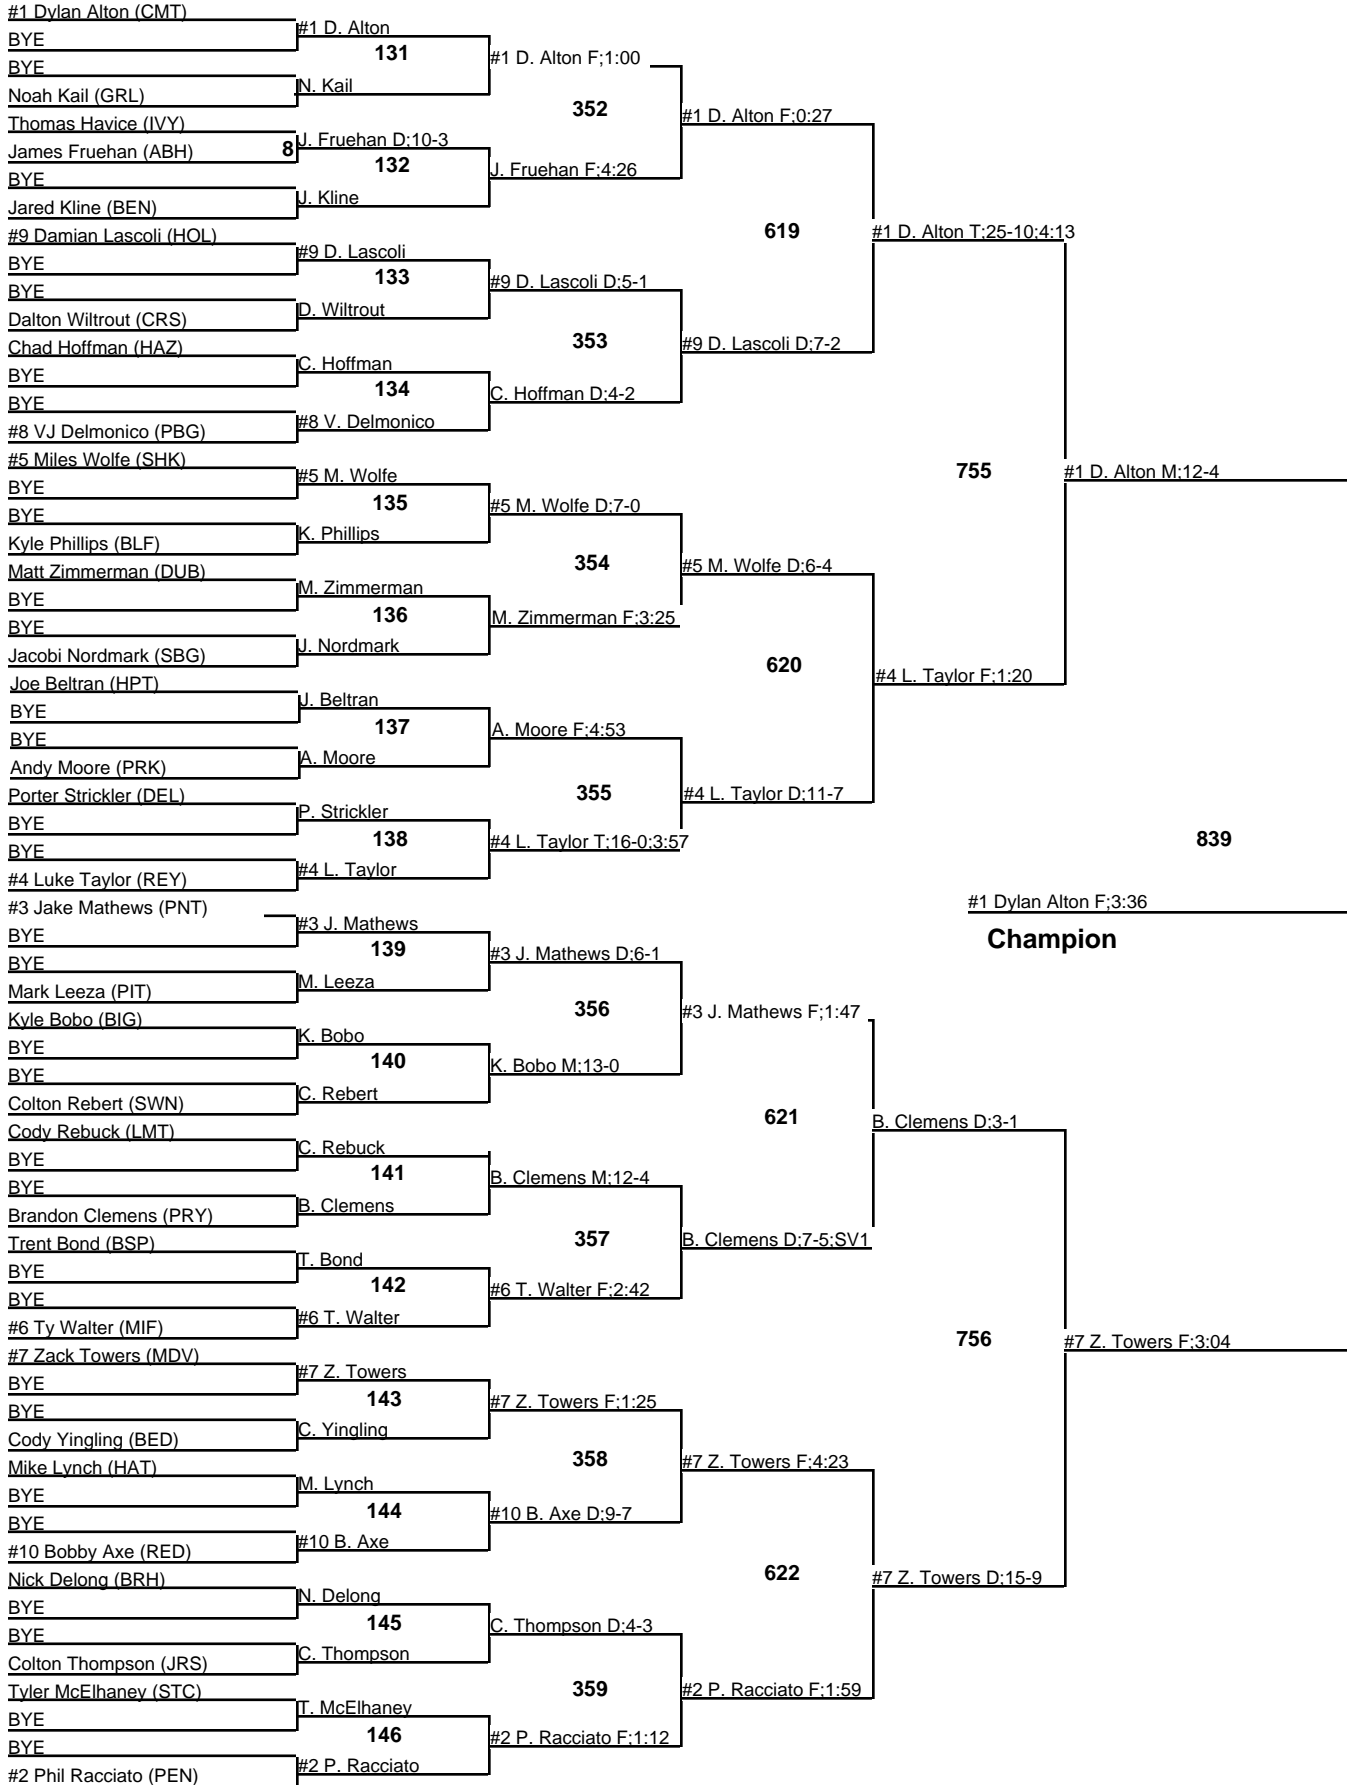 #1 Dylan Alton (CMT)
BYE
BYE
Noah Kail (GRL)
Thomas Havice (IVY)
James Fruehan (ABH)
BYE
Jared Kline (BEN)
#9 Damian Lascoli (HOL)
BYE
BYE
Dalton Wiltrout (CRS)
Chad Hoffman (HAZ)
BYE
BYE
#8 VJ Delmonico (PBG)
#5 Miles Wolfe (SHK)
BYE
BYE
Kyle Phillips (BLF)
Matt Zimmerman (DUB)
BYE
BYE
Jacobi Nordmark (SBG)
Joe Beltran (HPT)
BYE
BYE
Andy Moore (PRK)
Porter Strickler (DEL)
BYE
BYE
#4 Luke Taylor (REY)
#3 Jake Mathews (PNT)
BYE
BYE
Mark Leeza (PIT)
Kyle Bobo (BIG)
BYE
BYE
Colton Rebert (SWN)
Cody Rebuck (LMT)
BYE
BYE
Brandon Clemens (PRY)
Trent Bond (BSP)
BYE
BYE
#6 Ty Walter (MIF)
#7 Zack Towers (MDV)
BYE
BYE
Cody Yingling (BED)
Mike Lynch (HAT)
BYE
BYE
#10 Bobby Axe (RED)
Nick Delong (BRH)
BYE
BYE
Colton Thompson (JRS)
Tyler McElhaney (STC)
BYE
BYE
#2 Phil Racciato (PEN)
#1 D. Alton
131
N. Kail
8
J. Fruehan D;10-3
132
J. Kline
#9 D. Lascoli
133
D. Wiltrout
C. Hoffman
134
#8 V. Delmonico
#5 M. Wolfe
135
K. Phillips
M. Zimmerman
136
J. Nordmark
J. Beltran
137
A. Moore
P. Strickler
138
#4 L. Taylor
#3 J. Mathews
139
M. Leeza
K. Bobo
140
C. Rebert
C. Rebuck
141
B. Clemens
T. Bond
142
#6 T. Walter
#7 Z. Towers
143
C. Yingling
M. Lynch
144
#10 B. Axe
N. Delong
145
C. Thompson
T. McElhaney
146
#2 P. Racciato
#1 D. Alton F;1:00
352
J. Fruehan F;4:26
#9 D. Lascoli D;5-1
353
C. Hoffman D;4-2
#5 M. Wolfe D;7-0
354
M. Zimmerman F;3:25
A. Moore F;4:53
355
#4 L. Taylor T;16-0;3:57
#3 J. Mathews D;6-1
356
K. Bobo M;13-0
B. Clemens M;12-4
357
#6 T. Walter F;2:42
#7 Z. Towers F;1:25
358
#10 B. Axe D;9-7
C. Thompson D;4-3
359
#2 P. Racciato F;1:12
#1 D. Alton F;0:27
619
#9 D. Lascoli D;7-2
#5 M. Wolfe D;6-4
620
#4 L. Taylor D;11-7
#3 J. Mathews F;1:47
621
B. Clemens D;7-5;SV1
#7 Z. Towers F;4:23
622
#2 P. Racciato F;1:59
#1 D. Alton T;25-10;4:13
755
#4 L. Taylor F;1:20
B. Clemens D;3-1
756
#7 Z. Towers D;15-9
#1 D. Alton M;12-4
839
#7 Z. Towers F;3:04
#1 Dylan Alton F;3:36
Champion